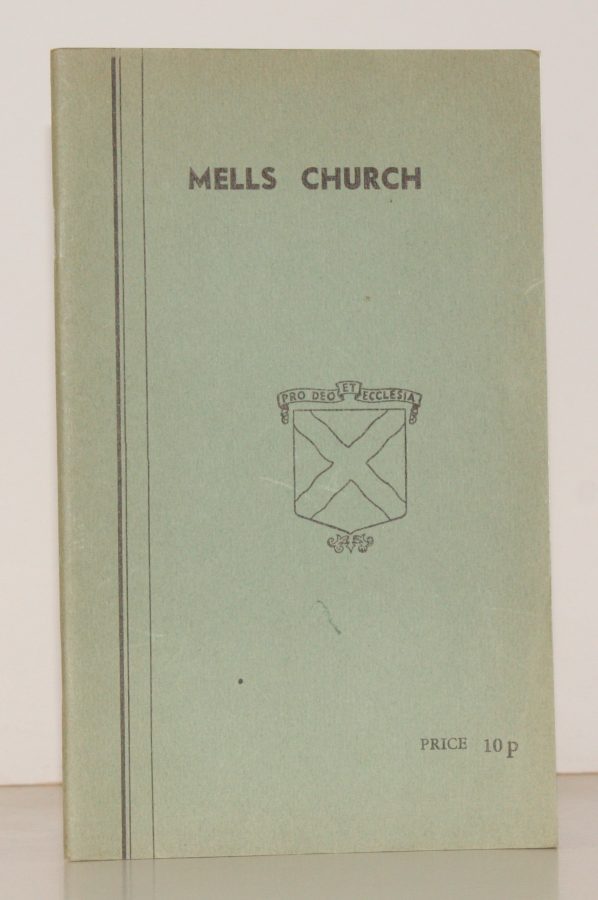 MELLS CHURCH
PRO DEO ET ECCLESIA
PRICE 10p